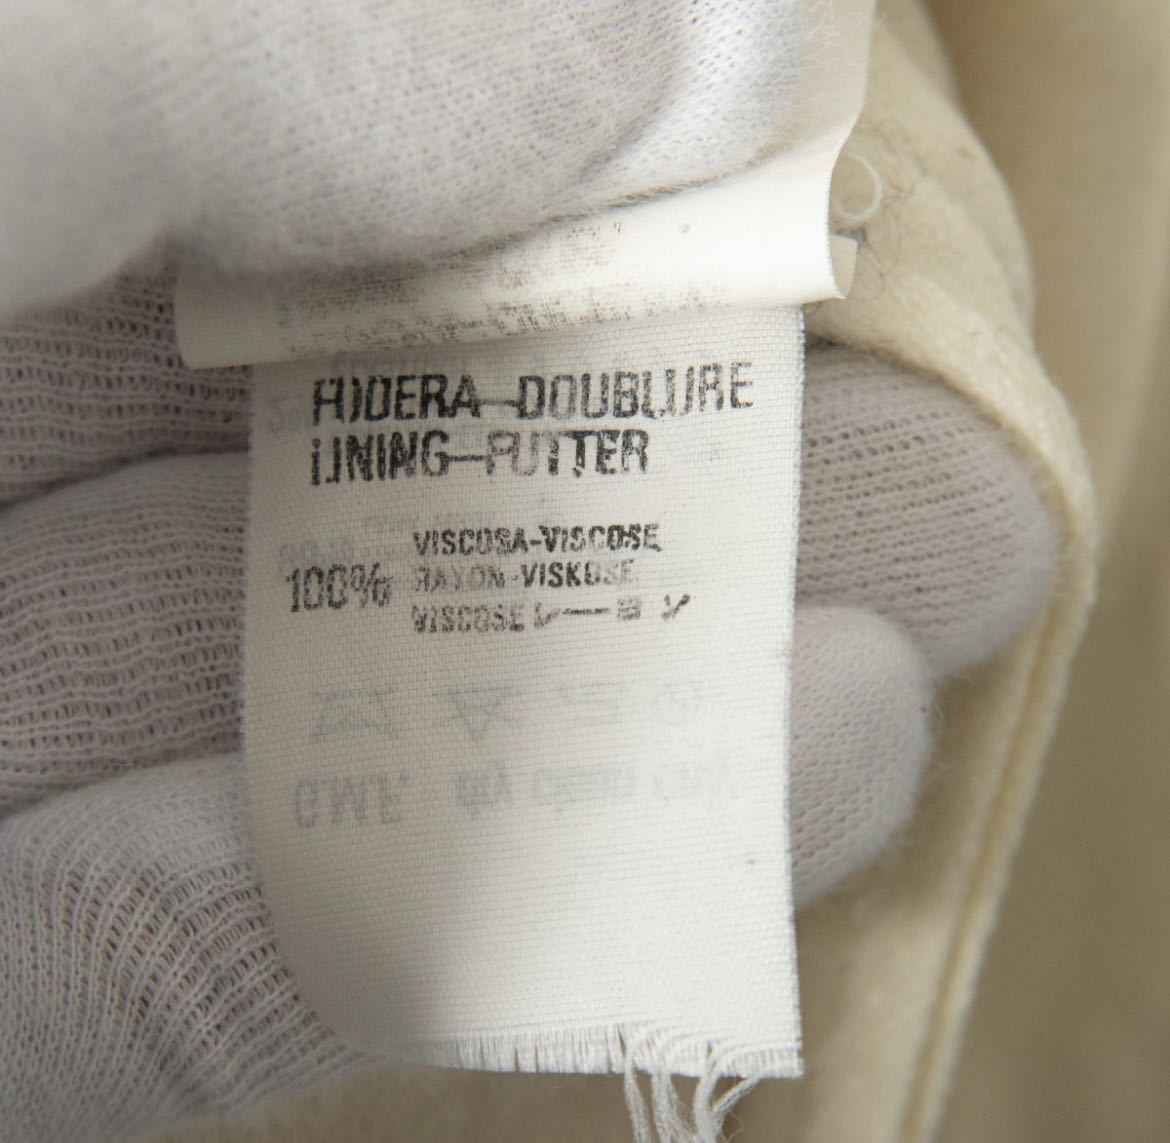 FODERA-DOUBLURE
LINING-FUTTER
100%
VISCOSA-VISCOSE
RAYON-VISKOSE
VISCOSE レーヨン